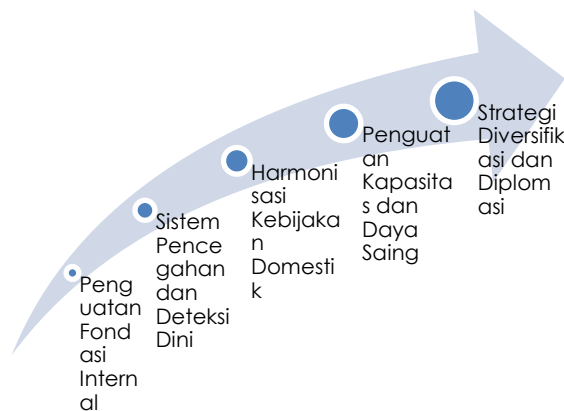 Peng
uatan
Fond
asi
Intern
al
Sistem
Pence
gahan
dan
Deteksi
Dini
Harmoni
sasi
Kebijaka
n
Domesti
k
Penguat
an
Kapasita
s dan
Daya
Saing
Strategi
Diversifik
asi dan
Diplom
asi